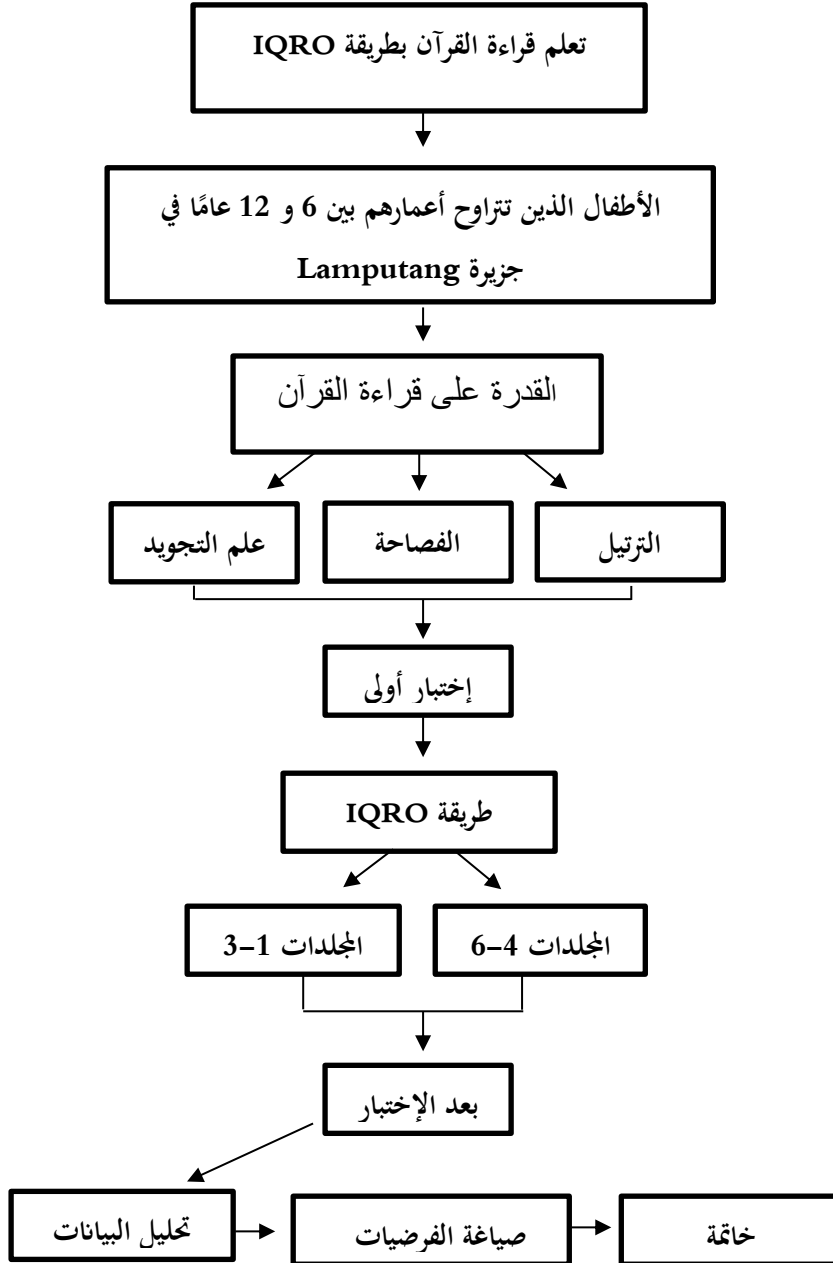 تعلم قراءة القرآن بطريقة IQRO
الأطفال الذين تتراوح أعمارهم بين 6 و 12 عامًا في
جزيرة Lamputang
القدرة على قراءة القرآن
الترتيل
الفصاحة
علم التجويد
إختبار أولى
طريقة IQRO
المجلدات 4–6
المجلدات 1–3
بعد الإختبار
تحليل البيانات
صياغة الفرضيات
خاتمة